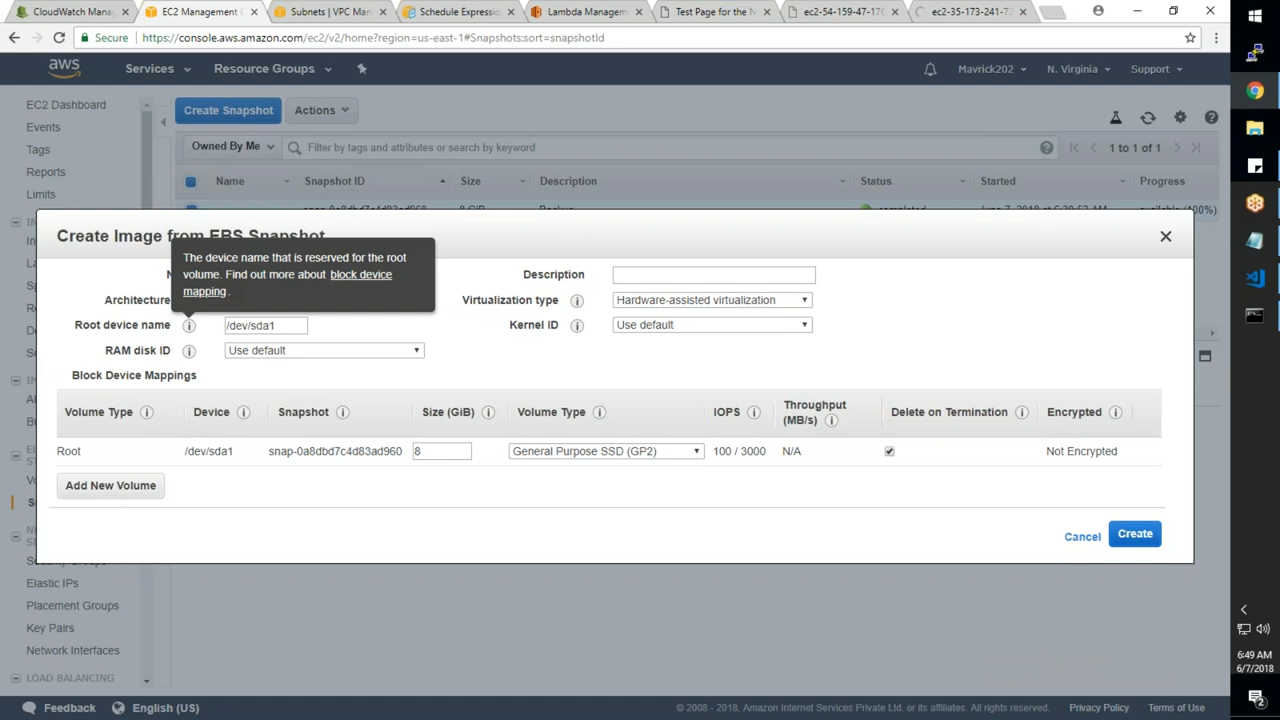 CloudWatch Mana
EC2 Management C
Subnets | VPC Man
Schedule Expressio
Lambda Managem
Test Page for the N
ec2-54-159-47-17
ec2-35-173-241-7
Secure
https://console.aws.amazon.com/ec2/v2/home?region=us-east-1#Snapshots:sort=snapshotId
aws
Services
Resource Groups
Mavrick202
N. Virginia
Support
EC2 Dashboard
Events
Tags
Reports
Limits
Create Snapshot
Actions
Owned By Me
Filter by tags and attributes or search by keyword
1 to 1 of 1
Name
Snapshot ID
Size
Description
Status
Started
Progress
Create Image from EBS Snapshot
The device name that is reserved for the root
volume. Find out more about block device
mapping .
Description
Architecture
Virtualization type
Hardware-assisted virtualization
Root device name
/dev/sda1
Kernel ID
Use default
RAM disk ID
Use default
Block Device Mappings
Volume Type
Device
Snapshot
Size (GiB)
Volume Type
IOPS
Throughput
(MB/s)
Delete on Termination
Encrypted
Root
/dev/sda1
snap-0a8dbd7c4d83ad960
8
General Purpose SSD (GP2)
100 / 3000
N/A
Not Encrypted
Add New Volume
Cancel
Create
Security Groups
Elastic IPs
Placement Groups
Key Pairs
Network Interfaces
LOAD BALANCING
Feedback
English (US)
© 2008 - 2018, Amazon Internet Services Private Ltd. or its affiliates. All rights reserved.
Privacy Policy
Terms of Use
6:49 AM
6/7/2018
2